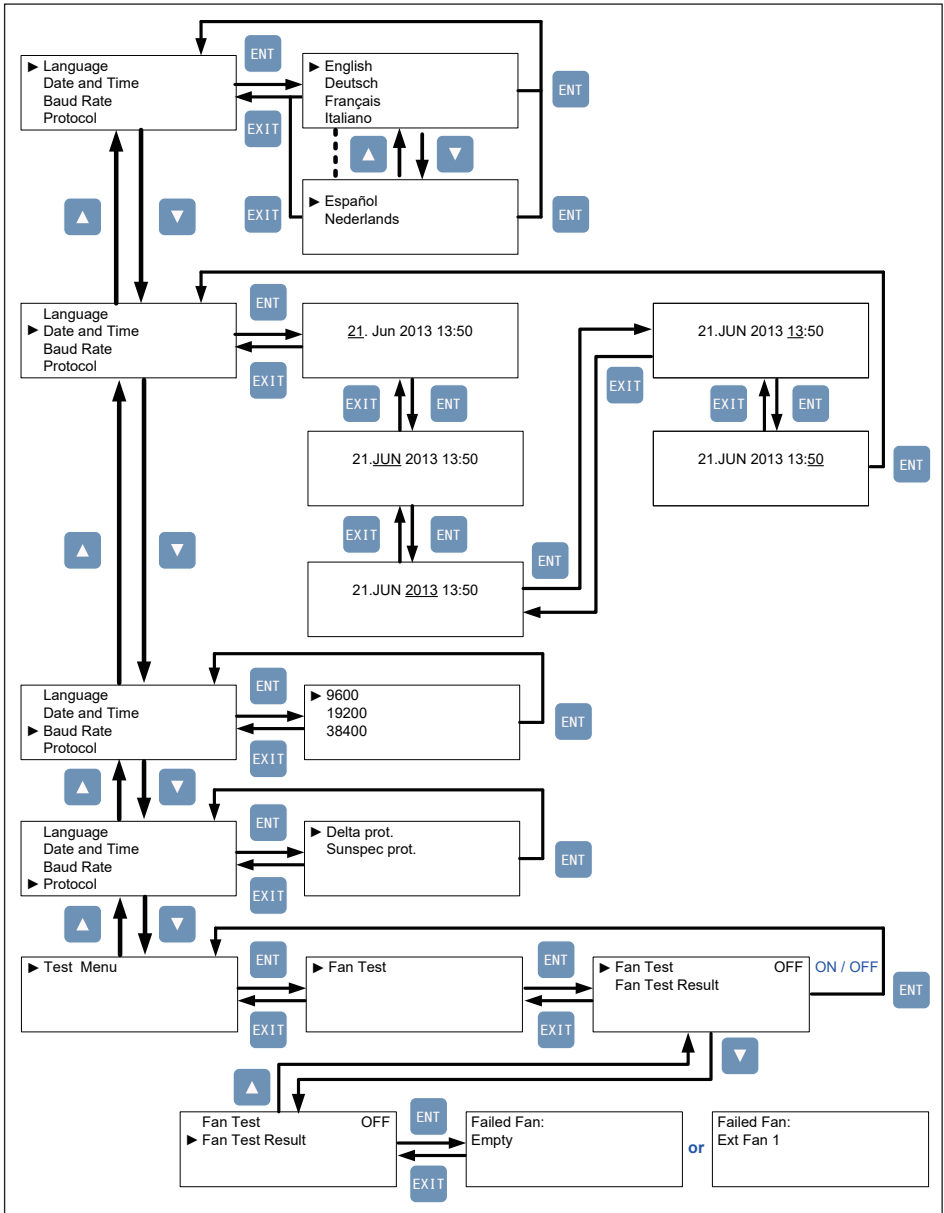 ENT
► Language
Date and Time
Baud Rate
Protocol
► English
Deutsch
Français
Italiano
ENT
EXIT
▲
▼
► Español
Nederlands
EXIT
ENT
▲
▼
ENT
Language
► Date and Time
Baud Rate
Protocol
21. Jun 2013 13:50
EXIT
EXIT
ENT
21.JUN 2013 13:50
EXIT
ENT
21.JUN 2013 13:50
ENT
21.JUN 2013 13:50
EXIT
EXIT
ENT
21.JUN 2013 13:50
ENT
▲
▼
Language
Date and Time
► Baud Rate
Protocol
ENT
EXIT
► 9600
19200
38400
ENT
▲
▼
Language
Date and Time
Baud Rate
► Protocol
ENT
EXIT
► Delta prot.
Sunspec prot.
ENT
▲
▼
► Test Menu
ENT
EXIT
► Fan Test
ENT
EXIT
► Fan Test OFF
Fan Test Result
ON / OFF
ENT
▲
▼
Fan Test OFF
► Fan Test Result
ENT
EXIT
Failed Fan:
Empty
or
Failed Fan:
Ext Fan 1